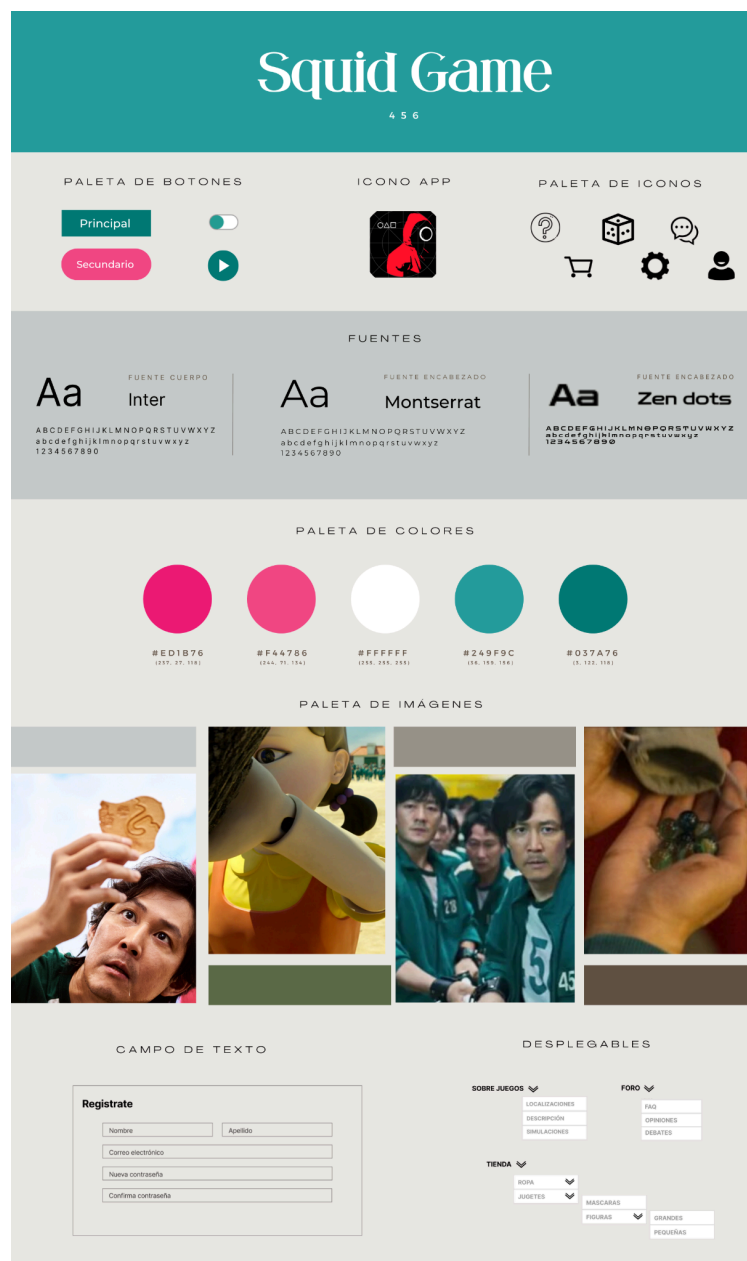 Squid Game
456
PALETA DE BOTONES
Principal
Secundario
ICONO APP
PALETA DE ICONOS
?
FUENTES
Aa
FUENTE CUERPO
Inter
ABCDEFGHIJKLMNOPQRSTUVWXYZ
abcdefghijklmnopqrstuvwxyz
1234567890
Aa
FUENTE ENCABEZADO
Montserrat
ABCDEFGHIJKLMNOPQRSTUVWXYZ
abcdefghijklmnopqrstuvwxyz
1234567890
Aa
FUENTE ENCABEZADO
Zen dots
ABCDEFGHIJKLMNOPQRSTUVWXYZ
abcdefghijklmnopqrstuvwxyz
1234567890
PALETA DE COLORES
#ED1B76
(237, 27, 118)
#F44786
(244, 71, 134)
#FFFFFF
(255, 255, 255)
#249F9C
(36, 159, 156)
#037A76
(3, 122, 118)
PALETA DE IMÁGENES
28
5
45
CAMPO DE TEXTO
Registrate
Nombre
Apellido
Correo electrónico
Nueva contraseña
Confirma contraseña
DESPLEGABLES
SOBRE JUEGOS
LOCALIZACIONES
DESCRIPCIÓN
SIMULACIONES
FORO
FAQ
OPINIONES
DEBATES
TIENDA
ROPA
JUGETES
MASCARAS
FIGURAS
GRANDES
PEQUEÑAS